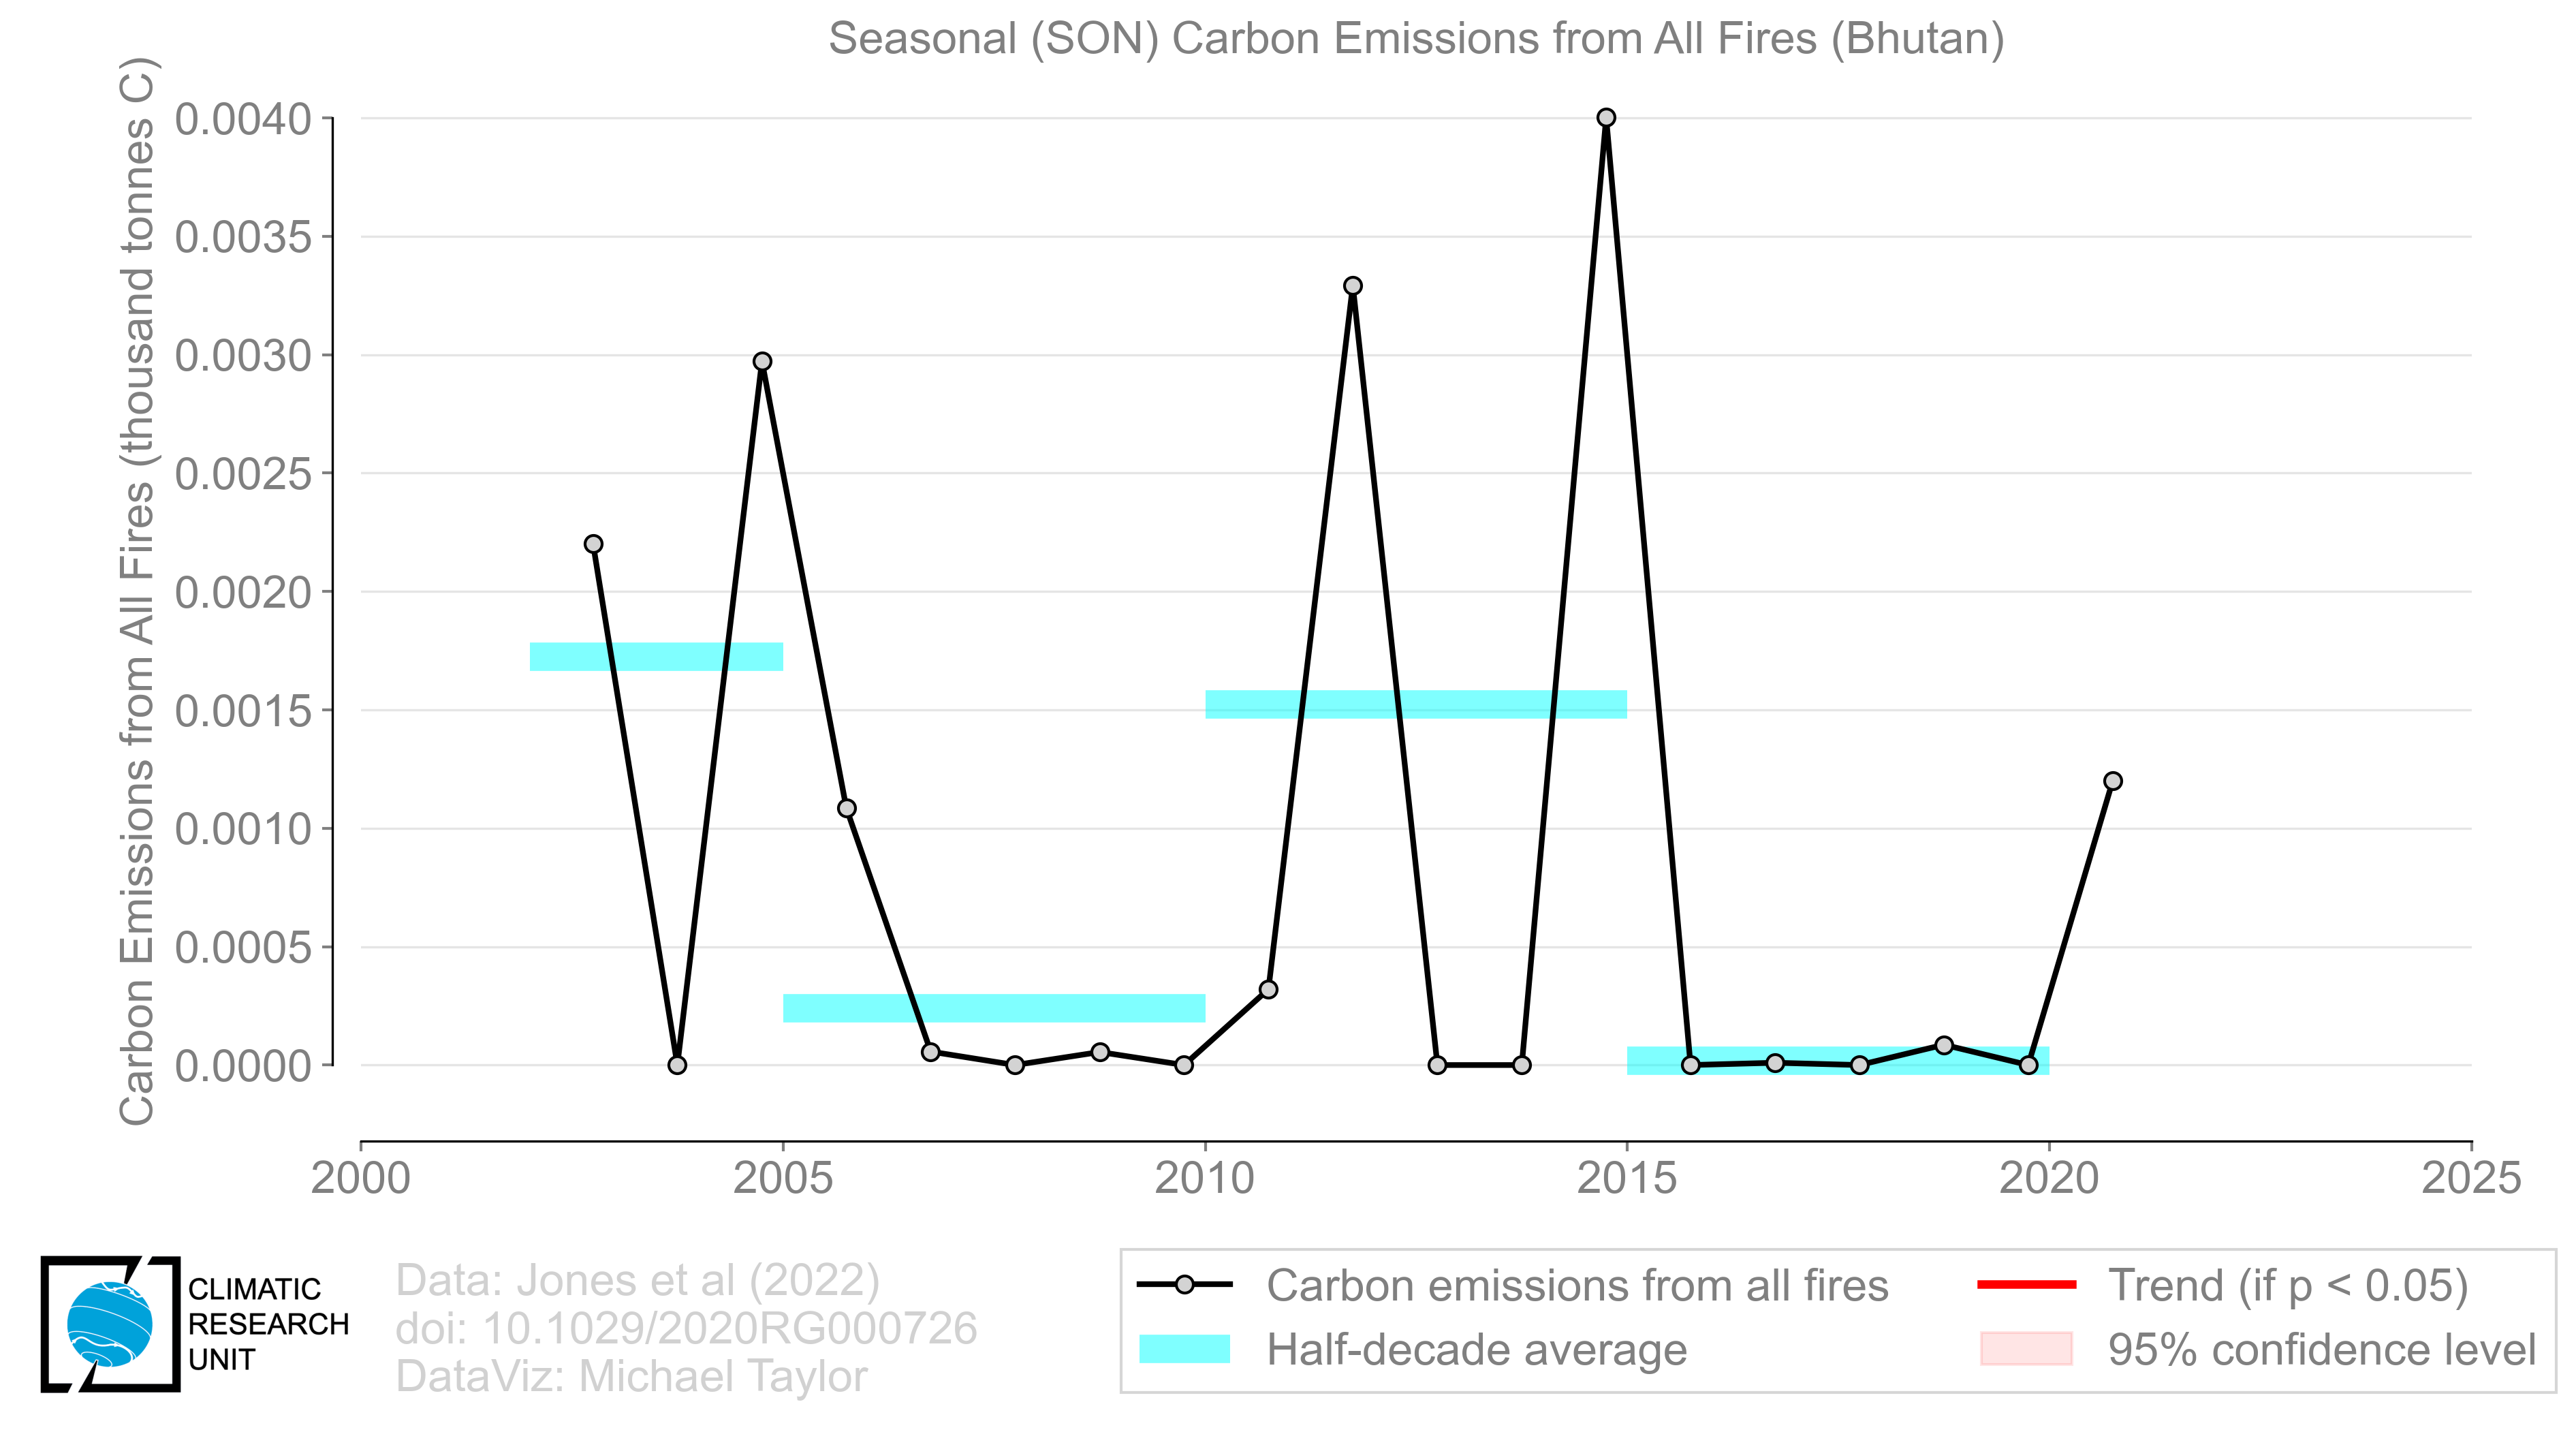 Seasonal (SON) Carbon Emissions from All Fires (Bhutan)
Carbon Emissions from All Fires (thousand tonnes C)
0.0040
0.0035
0.0030
0.0025
0.0020
0.0015
0.0010
0.0005
0.0000
2000 2005 2010 2015 2020 2025
CLIMATIC
RESEARCH
UNIT
Data: Jones et al (2022)
doi: 10.1029/2020RG000726
DataViz: Michael Taylor
Carbon emissions from all fires
Half-decade average
Trend (if p < 0.05)
95% confidence level